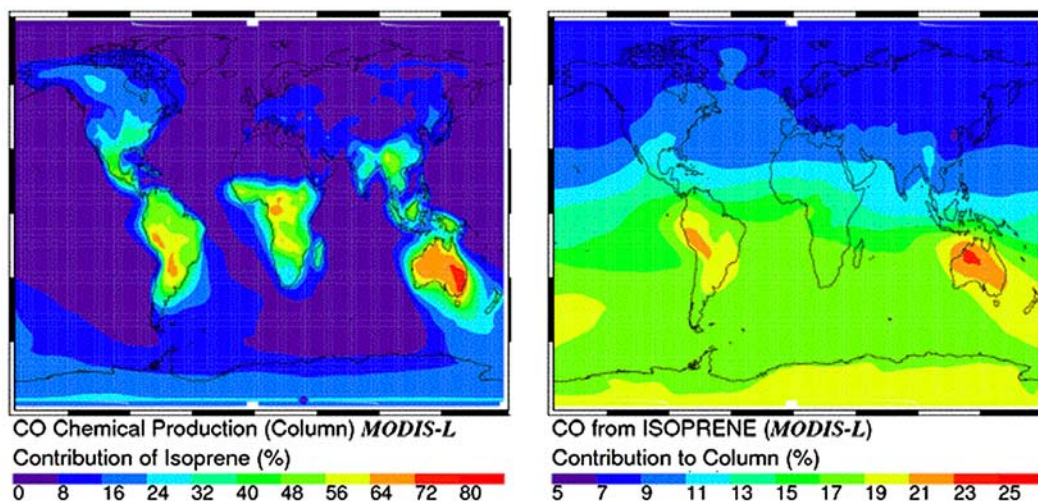 CO Chemical Production (Column) MODIS-L
Contribution of Isoprene (%)
0 8 16 24 32 40 48 56 64 72 80
CO from ISOPRENE (MODIS-L)
Contribution to Column (%)
5 7 9 11 13 15 17 19 21 23 25